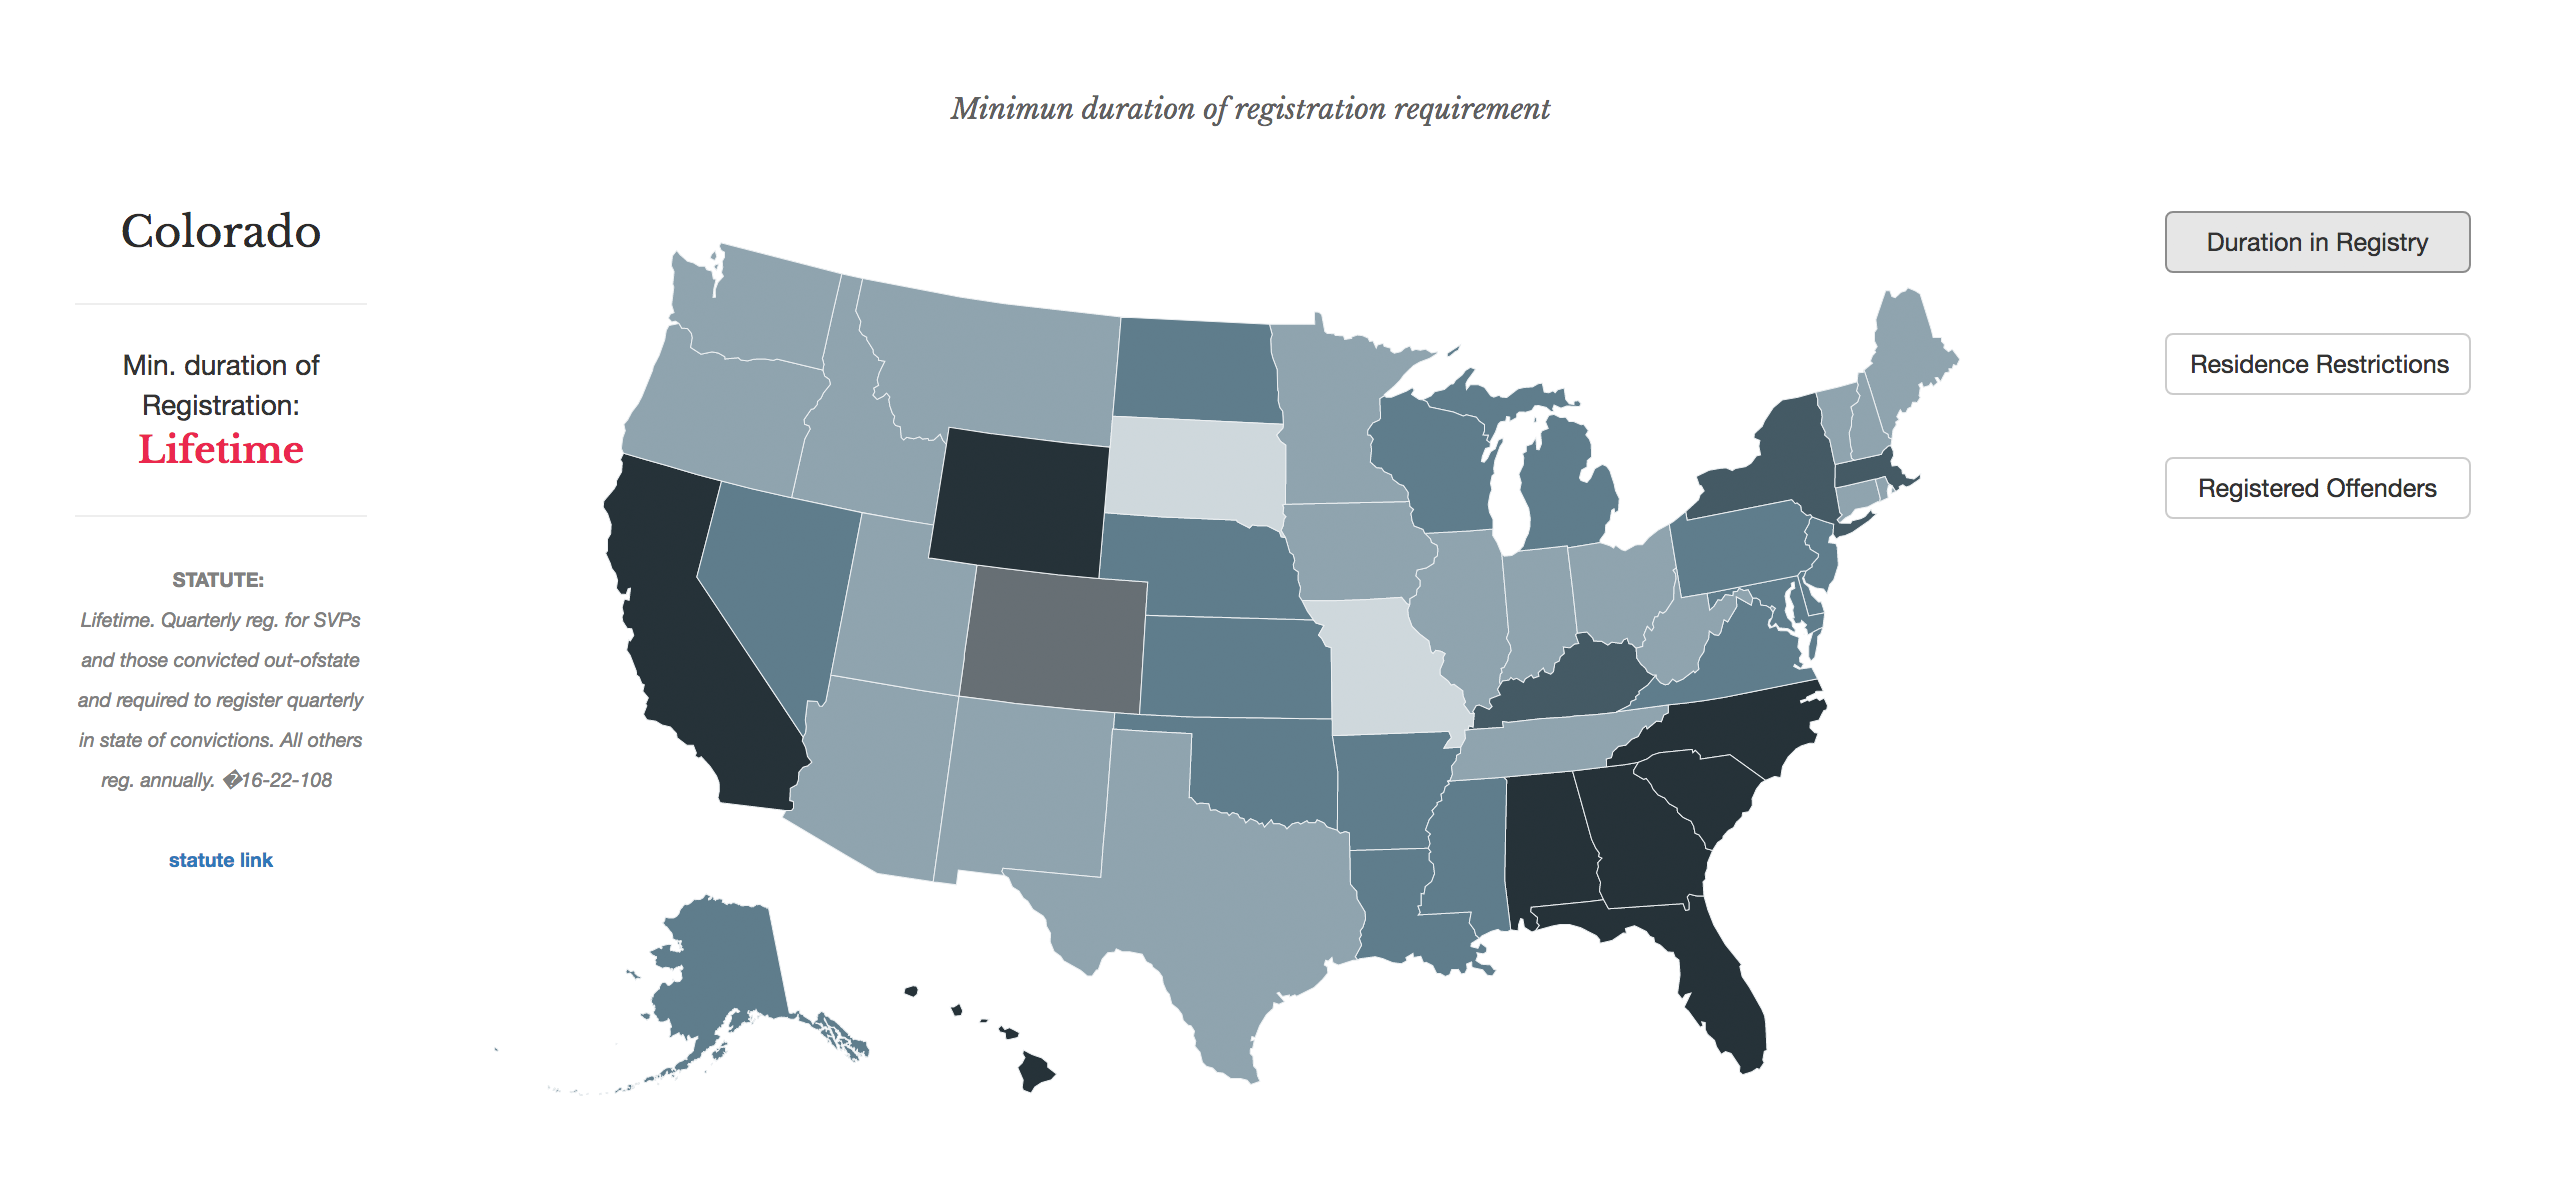 Minimun duration of registration requirement
Colorado
Min. duration of
Registration:
Lifetime
STATUTE:
Lifetime. Quarterly reg. for SVPs
and those convicted out-ofstate
and required to register quarterly
in state of convictions. All others
reg. annually. �16-22-108
statute link
Duration in Registry
Residence Restrictions
Registered Offenders